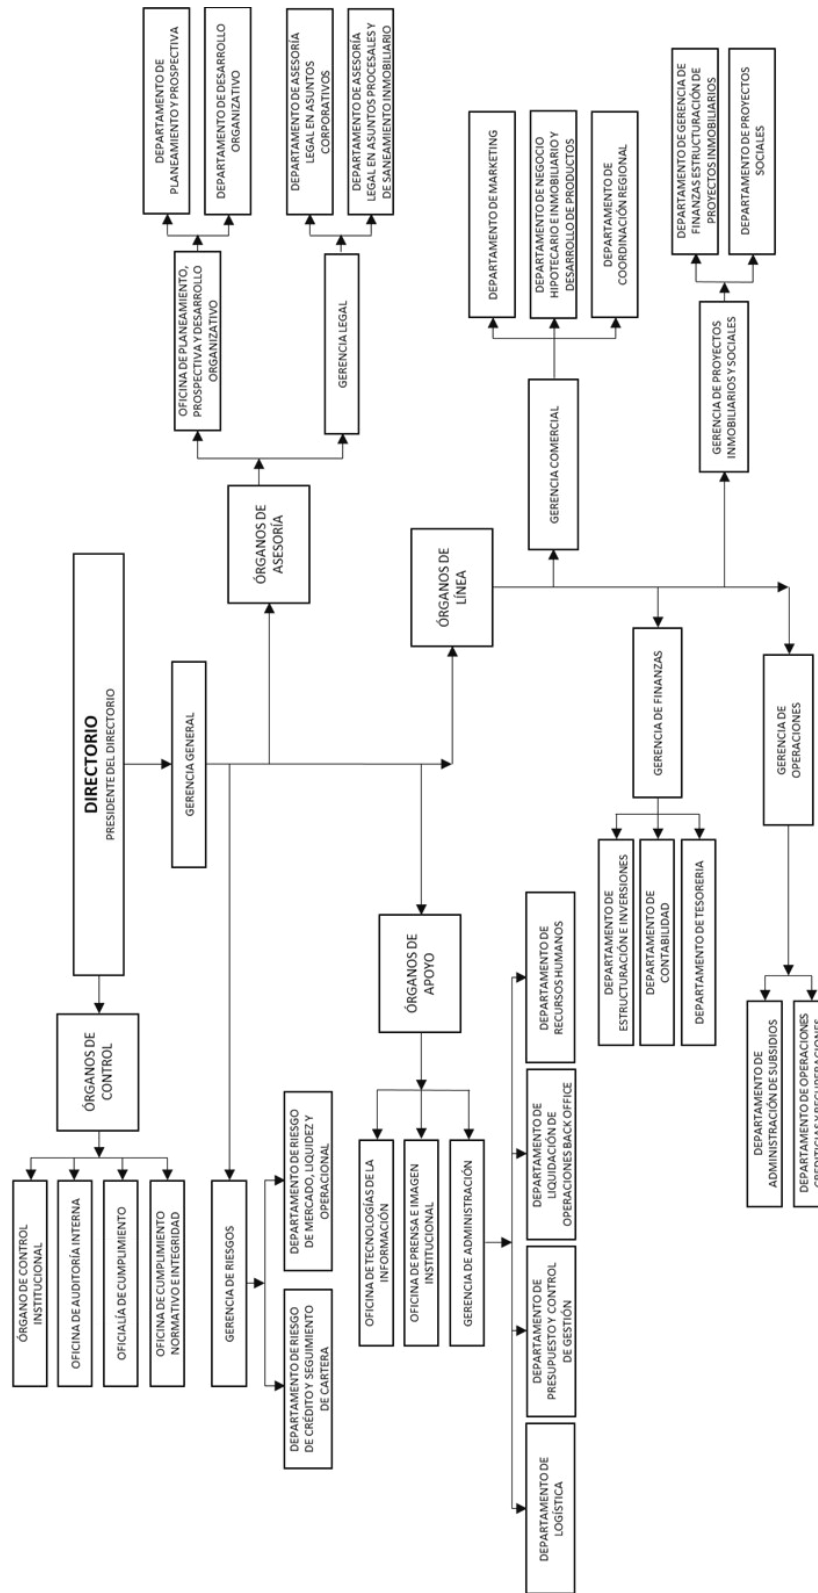 DIRECTORIO
PRESIDENTE DEL DIRECTORIO
GERENCIA GENERAL
ÓRGANOS DE
CONTROL
ÓRGANO DE CONTROL
INSTITUCIONAL
OFICINA DE AUDITORÍA INTERNA
OFICIALÍA DE CUMPLIMIENTO
OFICINA DE CUMPLIMIENTO
NORMATIVO E INTEGRIDAD
GERENCIA DE RIESGOS
DEPARTAMENTO DE RIESGO
DE CRÉDITO Y SEGUIMIENTO
DE CARTERA
DEPARTAMENTO DE RIESGO
DE MERCADO, LIQUIDEZ Y
OPERACIONAL
ÓRGANOS DE
ASESORÍA
OFICINA DE PLANEAMIENTO,
PROSPECTIVA Y DESARROLLO
ORGANIZATIVO
DEPARTAMENTO DE
PLANEAMIENTO Y PROSPECTIVA
DEPARTAMENTO DE DESARROLLO
ORGANIZATIVO
GERENCIA LEGAL
DEPARTAMENTO DE ASESORÍA
LEGAL EN ASUNTOS
CORPORATIVOS
DEPARTAMENTO DE ASESORÍA
LEGAL EN ASUNTOS PROCESALES Y
DE SANEAMIENTO INMOBILIARIO
ÓRGANOS DE
APOYO
OFICINA DE TECNOLOGÍAS DE LA
INFORMACIÓN
OFICINA DE PRENSA E IMAGEN
INSTITUCIONAL
GERENCIA DE ADMINISTRACIÓN
DEPARTAMENTO DE
LOGÍSTICA
DEPARTAMENTO DE
PRESUPUESTO Y CONTROL
DE GESTIÓN
DEPARTAMENTO DE
LIQUIDACIÓN DE
OPERACIONES BACK OFFICE
DEPARTAMENTO DE
RECURSOS HUMANOS
ÓRGANOS DE
LÍNEA
GERENCIA COMERCIAL
DEPARTAMENTO DE MARKETING
DEPARTAMENTO DE NEGOCIO
HIPOTECARIO E INMOBILIARIO Y
DESARROLLO DE PRODUCTOS
DEPARTAMENTO DE
COORDINACIÓN REGIONAL
GERENCIA DE FINANZAS
DEPARTAMENTO DE
ESTRUCTURACIÓN E INVERSIONES
DEPARTAMENTO DE
CONTABILIDAD
DEPARTAMENTO DE TESORERIA
GERENCIA DE PROYECTOS
INMOBILIARIOS Y SOCIALES
DEPARTAMENTO DE GERENCIA DE
FINANZAS ESTRUCTURACIÓN DE
PROYECTOS INMOBILIARIOS
DEPARTAMENTO DE PROYECTOS
SOCIALES
GERENCIA DE
OPERACIONES
DEPARTAMENTO DE
ADMINISTRACIÓN DE SUBSIDIOS
DEPARTAMENTO DE OPERACIONES
CREDITICIAS Y RECUPERACIONES